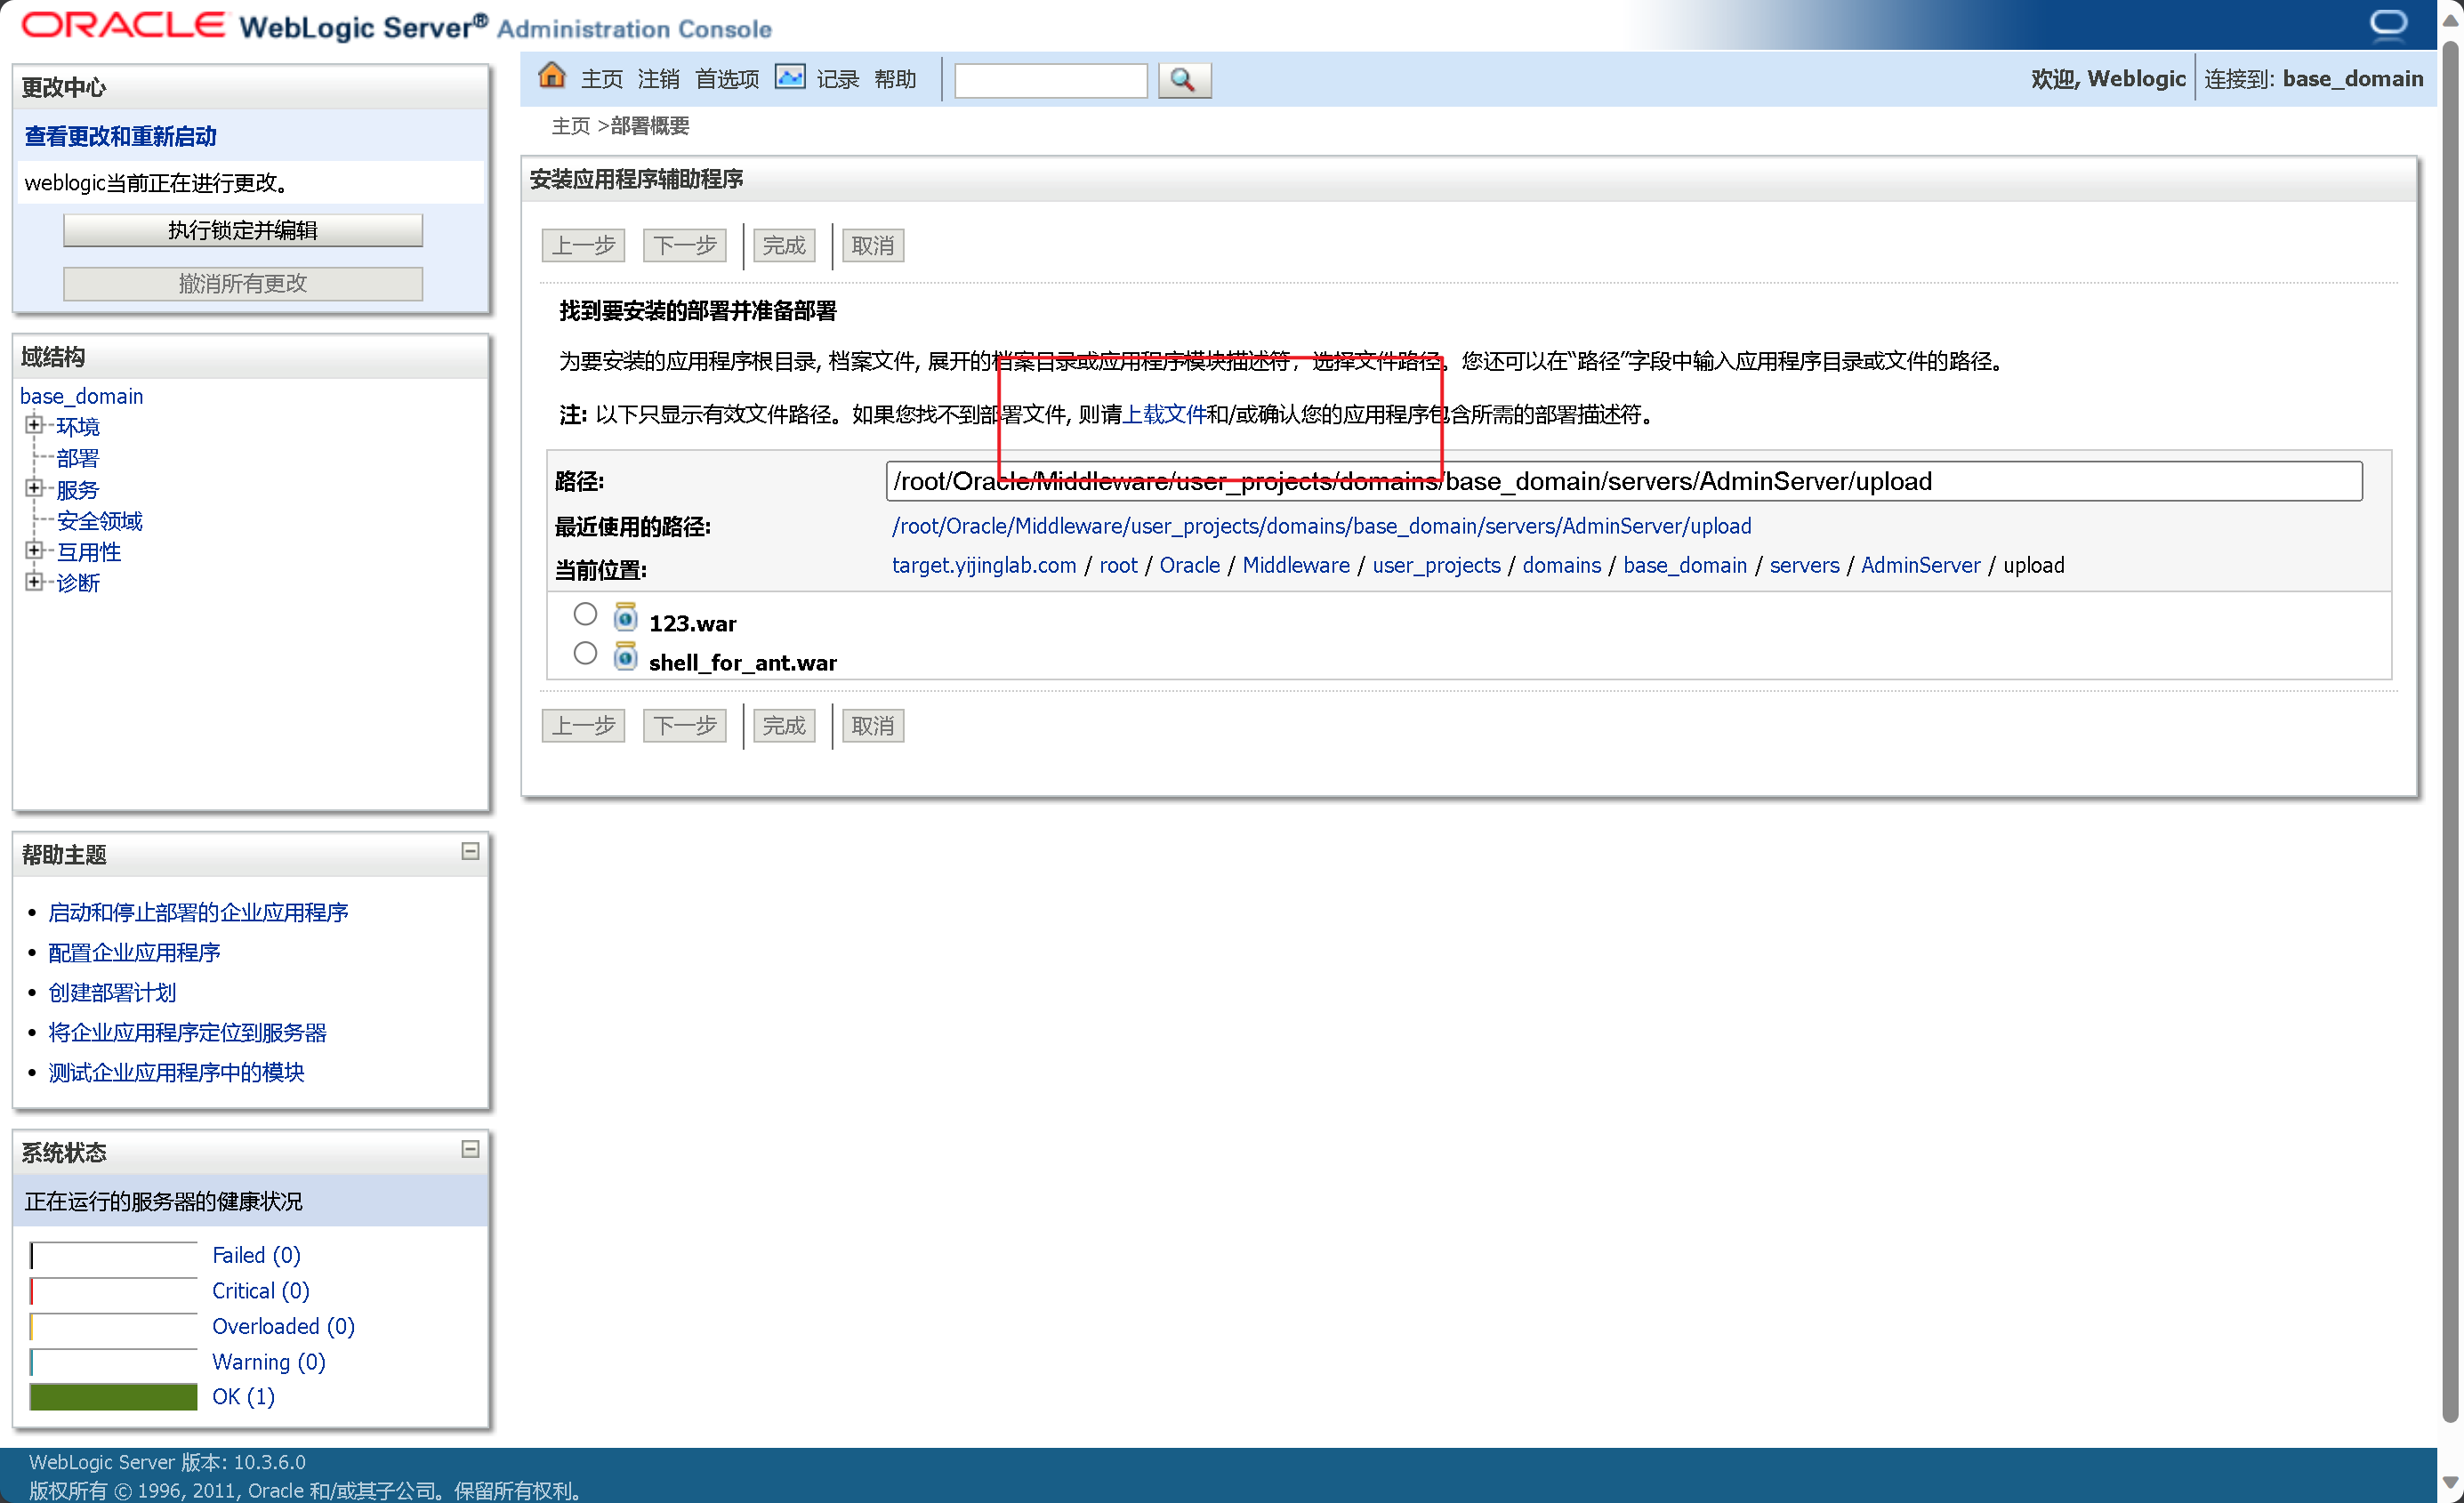 ORACLE WebLogic Server® Administration Console
更改中心
查看更改和重新启动
weblogic当前正在进行更改。
执行锁定并编辑
撤消所有更改
域结构
base_domain
环境
部署
服务
安全领域
互用性
诊断
帮助主题
启动和停止部署的企业应用程序
配置企业应用程序
创建部署计划
将企业应用程序定位到服务器
测试企业应用程序中的模块
系统状态
正在运行的服务器的健康状况
Failed (0)
Critical (0)
Overloaded (0)
Warning (0)
OK (1)
主页 注销 首选项 记录 帮助
欢迎, Weblogic 连接到: base_domain
主页 >部署概要
安装应用程序辅助程序
上一步 下一步 完成 取消
找到要安装的部署并准备部署
为要安装的应用程序根目录, 档案文件, 展开的档案目录或应用程序模块描述符, 选择文件路径。您还可以在“路径”字段中输入应用程序目录或文件的路径。
注: 以下只显示有效文件路径。如果您找不到部署文件, 则请上载文件和/或确认您的应用程序包含所需的部署描述符。
路径: /root/Oracle/Middleware/user_projects/domains/base_domain/servers/AdminServer/upload
最近使用的路径: /root/Oracle/Middleware/user_projects/domains/base_domain/servers/AdminServer/upload
当前位置: target.yijinglab.com / root / Oracle / Middleware / user_projects / domains / base_domain / servers / AdminServer / upload
123.war
shell_for_ant.war
上一步 下一步 完成 取消
WebLogic Server 版本: 10.3.6.0
版权所有 © 1996, 2011, Oracle 和/或其子公司。保留所有权利。